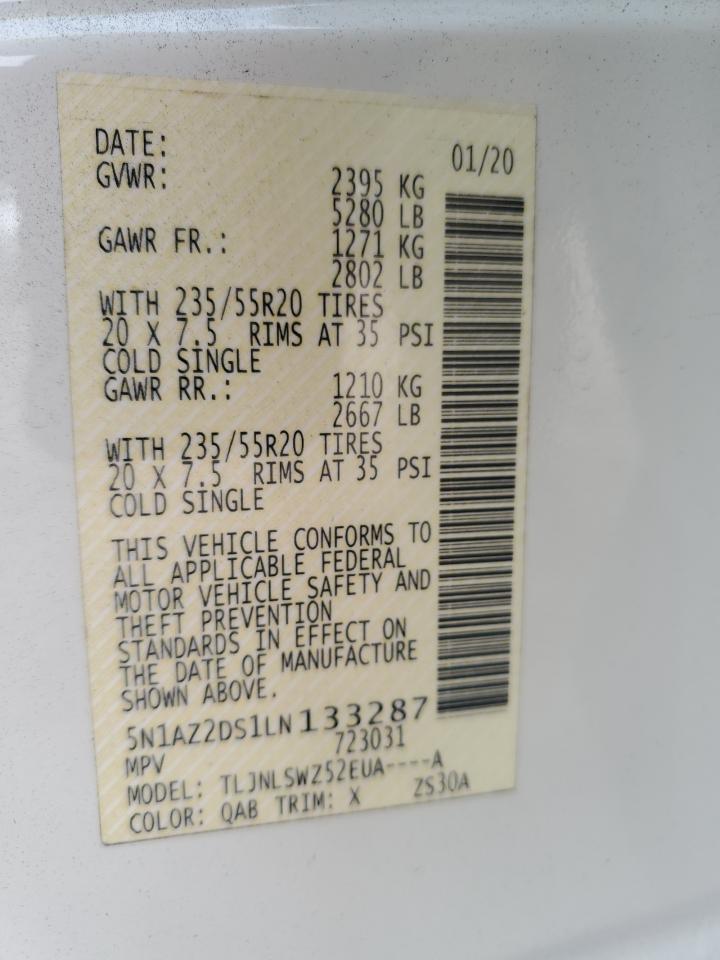 DATE: 01/20
GVWR: 2395 KG
5280 LB
GAWR FR.: 1271 KG
2802 LB
WITH 235/55R20 TIRES
20 X 7.5 RIMS AT 35 PSI
COLD SINGLE
GAWR RR.: 1210 KG
2667 LB
WITH 235/55R20 TIRES
20 X 7.5 RIMS AT 35 PSI
COLD SINGLE
THIS VEHICLE CONFORMS TO
ALL APPLICABLE FEDERAL
MOTOR VEHICLE SAFETY AND
THEFT PREVENTION
STANDARDS IN EFFECT ON
THE DATE OF MANUFACTURE
SHOWN ABOVE.
5N1AZ2DS1LN133287
MPV 723031
MODEL: TLJNLSWZ52EUA----A
COLOR: QAB TRIM: X ZS30A